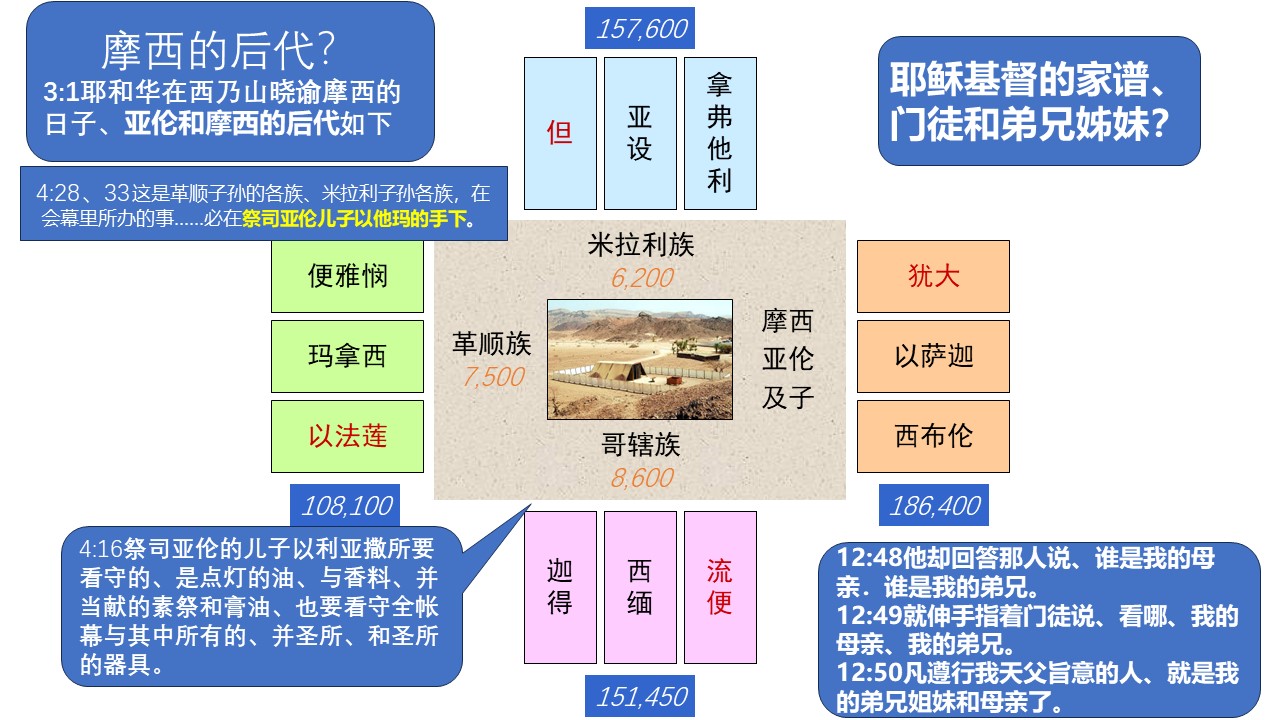 摩西的后代？
3:1耶和华在西乃山晓谕摩西的
日子、亚伦和摩西的后代如下
4:28、33这是革顺子孙的各族、米拉利子孙各族，在
会幕里所办的事……必在祭司亚伦儿子以他玛的手下。
157,600
但
亚设
拿弗他利
耶稣基督的家谱、
门徒和弟兄姊妹？
便雅悯
玛拿西
以法莲
108,100
米拉利族
6,200
革顺族
7,500
摩西
亚伦
及子
哥辖族
8,600
犹大
以萨迦
西布伦
186,400
迦得
西缅
流便
151,450
4:16祭司亚伦的儿子以利亚撒所要
看守的、是点灯的油、与香料、并
当献的素祭和膏油、也要看守全帐
幕与其中所有的、并圣所、和圣所
的器具。
12:48他却回答那人说、谁是我的母
亲．谁是我的弟兄。
12:49就伸手指着门徒说、看哪、我的
母亲、我的弟兄。
12:50凡遵行我天父旨意的人、就是我
的弟兄姐妹和母亲了。